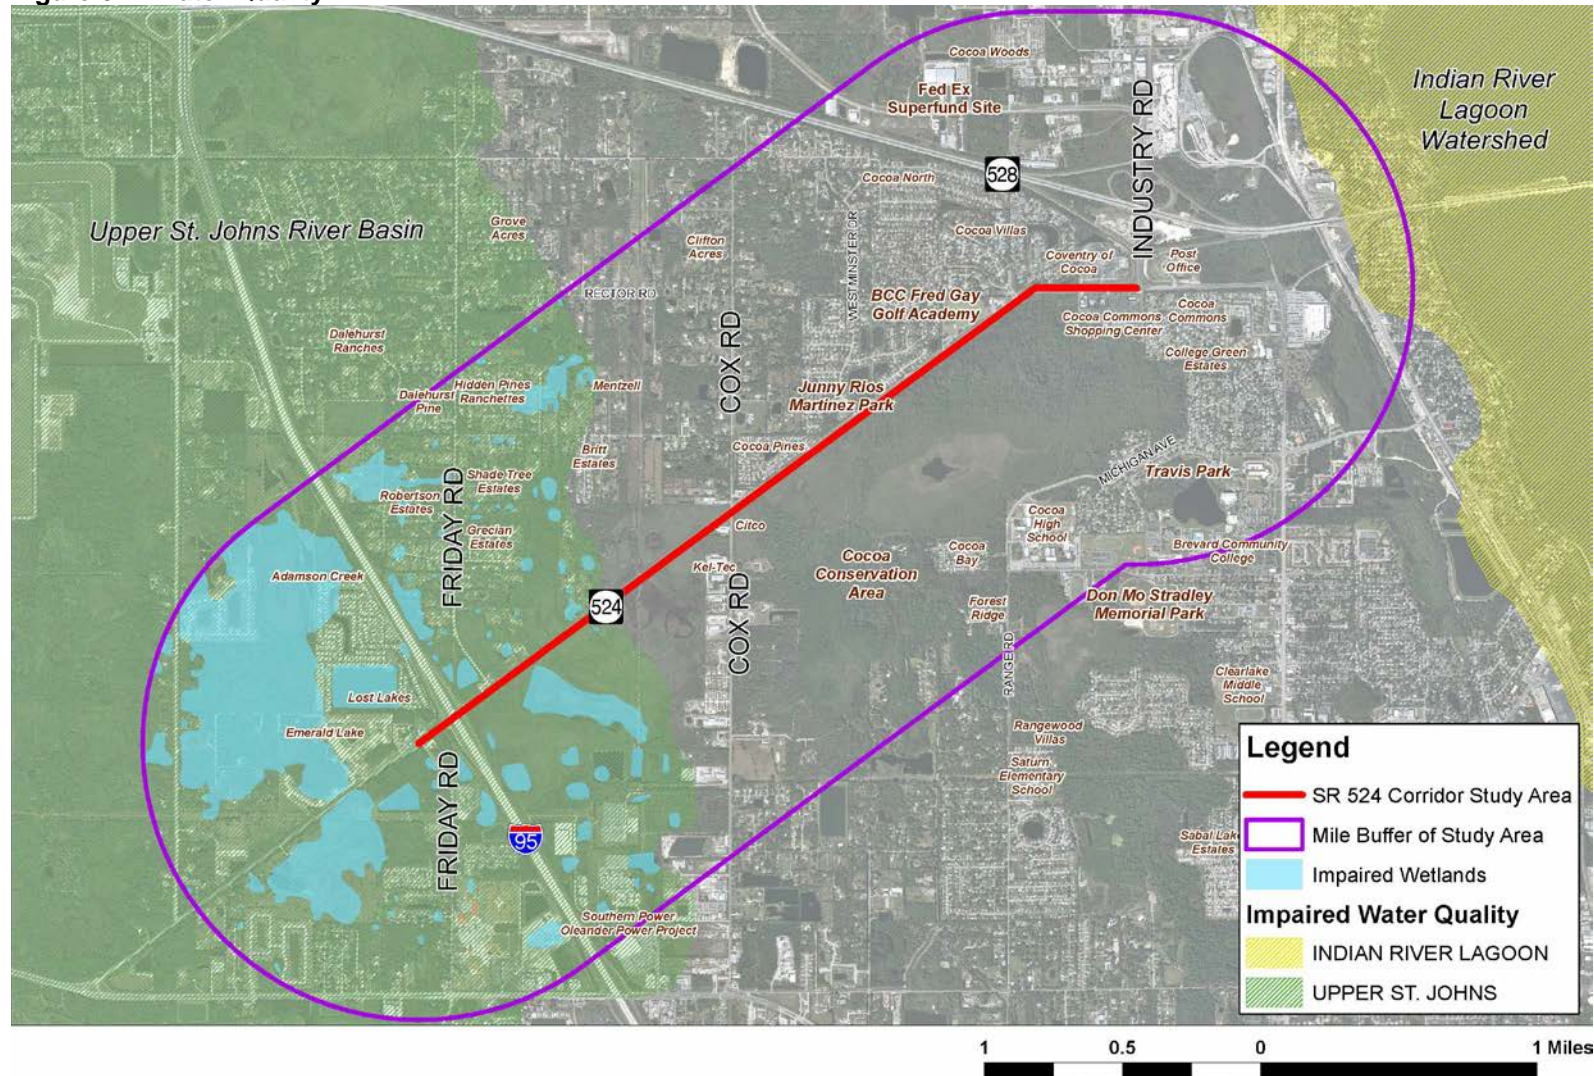 Cocoa Woods
Fed Ex
Superfund Site
Indian River
Lagoon
Watershed
INDUSTRY RD
528
Cocoa North
WESTMINSTER DR
Upper St. Johns River Basin
Grove
Acres
Clifton
Acres
Cocoa Villas
Coventry of
Cocoa
Post
Office
RECTOR RD
BCC Fred Gay
Golf Academy
Cocoa Commons
Shopping Center
Cocoa
Commons
Dalehurst
Ranches
COX RD
College Green
Estates
Hidden Pines
Ranchettes
Dalehurst
Pine
Mentzell
Junny Rios
Martinez Park
Cocoa Pines
Britt
Estates
MICHIGAN AVE
Travis Park
FRIDAY RD
Shade Tree
Estates
Robertson
Estates
Grecian
Estates
Citco
Cocoa
High
School
Brevard Community
College
Cocoa
Bay
Cocoa
Conservation
Area
Kel-Tec
Adamson Creek
524
COX RD
Forest
Ridge
Don Mo Stradley
Memorial Park
RANGE RD
Lost Lakes
Emerald Lake
Clearlake
Middle
School
Rangewood
Villas
Saturn
Elementary
School
FRIDAY RD
95
Sabal Lake
Estates
Southern Power
Oleander Power Project
Legend
SR 524 Corridor Study Area
Mile Buffer of Study Area
Impaired Wetlands
Impaired Water Quality
INDIAN RIVER LAGOON
UPPER ST. JOHNS
1 0.5 0 1 Miles